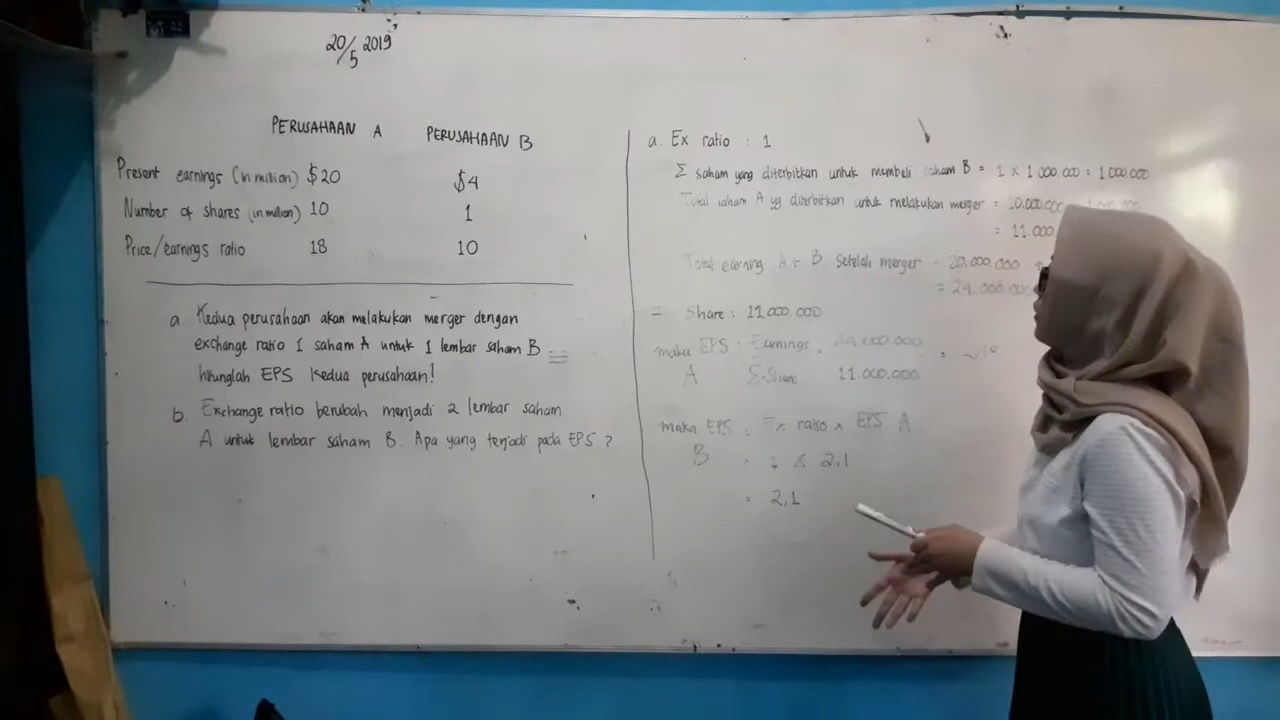 20/5 2019
PERUSAHAAN A PERUSAHAAN B
Present earnings (in million) $20 $4
Number of shares (in million) 10 1
Price/earnings ratio 18 10
a. Kedua perusahaan akan melakukan merger dengan
exchange ratio 1 saham A untuk 1 lembar saham B
hitunglah EPS Kedua perusahaan!
b. Exchange ratio berubah menjadi 2 lembar saham
A untuk lembar saham B. Apa yang terjadi pada EPS ?
a. Ex ratio : 1
Σ saham yang diterbitkan untuk membeli saham B = 1 x 1.000.000 = 1.000.000
Total saham A yg diterbitkan untuk melakukan merger = 10.000.000
= 11.000
Total earning A + B Setelah merger = 20.000.000 +
= 24.000.000
= Share : 11.000.000
maka EPS Earnings 24.000.000
A Σ Share 11.000.000
maka EPS = Ex ratio x EPS A
B = 1 x 2,1
= 2,1